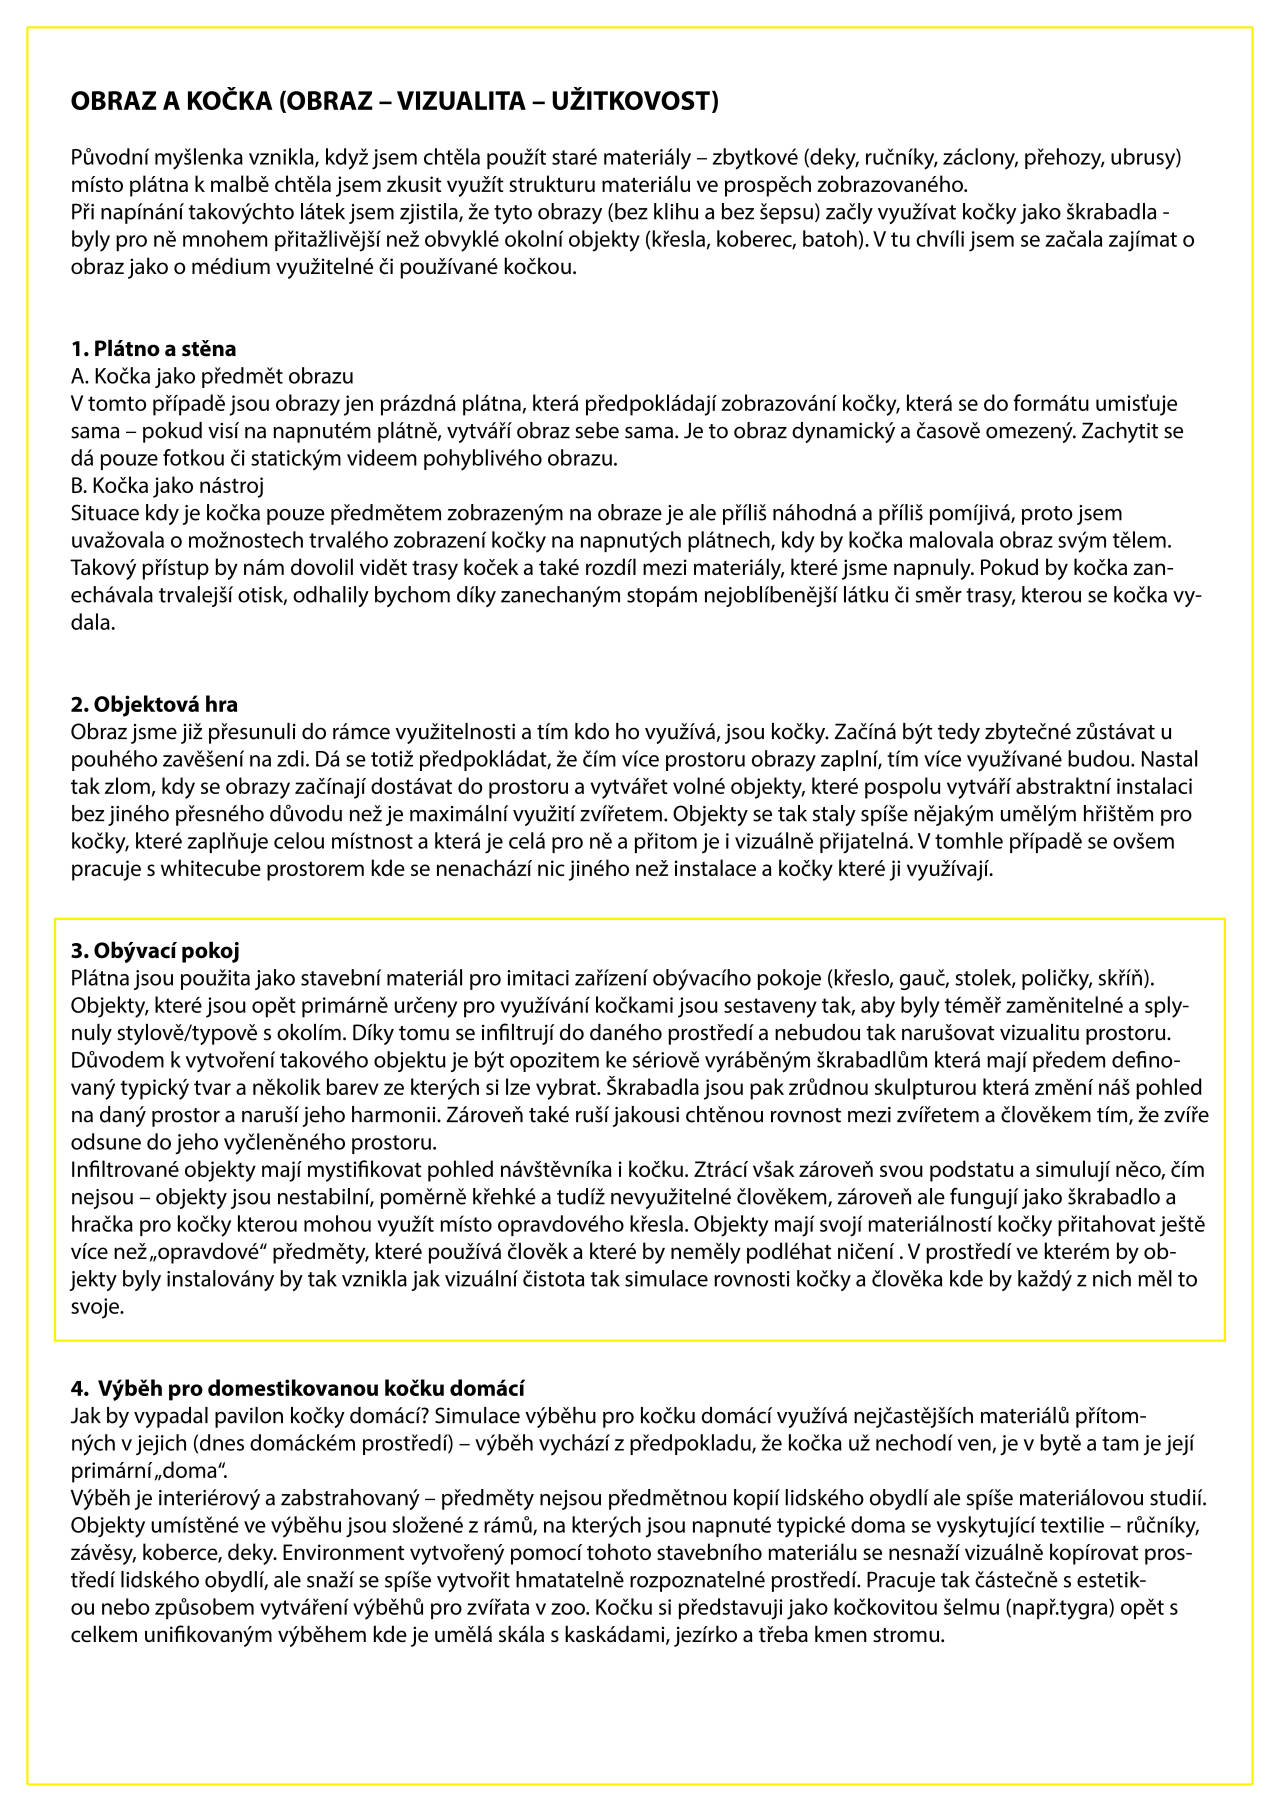 OBRAZ A KOČKA (OBRAZ – VIZUALITA – UŽITKOVOST)
Původní myšlenka vznikla, když jsem chtěla použít staré materiály – zbytkové (deky, ručníky, záclony, přehozy, ubrusy)
místo plátna k malbě chtěla jsem zkusit využít strukturu materiálu ve prospěch zobrazovaného.
Při napínání takovýchto látek jsem zjistila, že tyto obrazy (bez klihu a bez šepsu) začly využívat kočky jako škrabadla -
byly pro ně mnohem přitažlivější než obvyklé okolní objekty (křesla, koberec, batoh). V tu chvíli jsem se začala zajímat o
obraz jako o médium využitelné či používané kočkou.
1. Plátno a stěna
A. Kočka jako předmět obrazu
V tomto případě jsou obrazy jen prázdná plátna, která předpokládají zobrazování kočky, která se do formátu umisťuje
sama – pokud visí na napnutém plátně, vytváří obraz sebe sama. Je to obraz dynamický a časově omezený. Zachytit se
dá pouze fotkou či statickým videem pohyblivého obrazu.
B. Kočka jako nástroj
Situace kdy je kočka pouze předmětem zobrazeným na obraze je ale příliš náhodná a příliš pomíjivá, proto jsem
uvažovala o možnostech trvalého zobrazení kočky na napnutých plátnech, kdy by kočka malovala obraz svým tělem.
Takový přístup by nám dovolil vidět trasy koček a také rozdíl mezi materiály, které jsme napnuly. Pokud by kočka zan-
echávala trvalejší otisk, odhalily bychom díky zanechaným stopám nejoblíbenější látku či směr trasy, kterou se kočka vy-
dala.
2. Objektová hra
Obraz jsme již přesunuli do rámce využitelnosti a tím kdo ho využívá, jsou kočky. Začíná být tedy zbytečné zůstávat u
pouhého zavěšení na zdi. Dá se totiž předpokládat, že čím více prostoru obrazy zaplní, tím více využívané budou. Nastal
tak zlom, kdy se obrazy začínají dostávat do prostoru a vytvářet volné objekty, které pospolu vytváří abstraktní instalaci
bez jiného přesného důvodu než je maximální využití zvířetem. Objekty se tak staly spíše nějakým umělým hřištěm pro
kočky, které zaplňuje celou místnost a která je celá pro ně a přitom je i vizuálně přijatelná. V tomhle případě se ovšem
pracuje s whitecube prostorem kde se nenachází nic jiného než instalace a kočky které ji využívají.
3. Obývací pokoj
Plátna jsou použita jako stavební materiál pro imitaci zařízení obývacího pokoje (křeslo, gauč, stolek, poličky, skříň).
Objekty, které jsou opět primárně určeny pro využívání kočkami jsou sestaveny tak, aby byly téměř zaměnitelné a sply-
nuly stylově/typově s okolím. Díky tomu se infiltrují do daného prostředí a nebudou tak narušovat vizualitu prostoru.
Důvodem k vytvoření takového objektu je být opozitem ke sériově vyráběným škrabadlům která mají předem defino-
vaný typický tvar a několik barev ze kterých si lze vybrat. Škrabadla jsou pak zrůdnou skulpturou která změní náš pohled
na daný prostor a naruší jeho harmonii. Zároveň také ruší jakousi chtěnou rovnost mezi zvířetem a člověkem tím, že zvíře
odsune do jeho vyčleněného prostoru.
Infiltrované objekty mají mystifikovat pohled návštěvníka i kočku. Ztrácí však zároveň svou podstatu a simulují něco, čím
nejsou – objekty jsou nestabilní, poměrně křehké a tudíž nevyužitelné člověkem, zároveň ale fungují jako škrabadlo a
hračka pro kočky kterou mohou využít místo opravdového křesla. Objekty mají svojí materiálností kočky přitahovat ještě
více než „opravdové“ předměty, které používá člověk a které by neměly podléhat ničení . V prostředí ve kterém by ob-
jekty byly instalovány by tak vznikla jak vizuální čistota tak simulace rovnosti kočky a člověka kde by každý z nich měl to
svoje.
4.  Výběh pro domestikovanou kočku domácí
Jak by vypadal pavilon kočky domácí? Simulace výběhu pro kočku domácí využívá nejčastějších materiálů přítom-
ných v jejich (dnes domáckém prostředí) – výběh vychází z předpokladu, že kočka už nechodí ven, je v bytě a tam je její
primární „doma“.
Výběh je interiérový a zabstrahovaný – předměty nejsou předmětnou kopií lidského obydlí ale spíše materiálovou studií.
Objekty umístěné ve výběhu jsou složené z rámů, na kterých jsou napnuté typické doma se vyskytující textilie – růčníky,
závěsy, koberce, deky. Environment vytvořený pomocí tohoto stavebního materiálu se nesnaží vizuálně kopírovat pros-
tředí lidského obydlí, ale snaží se spíše vytvořit hmatatelně rozpoznatelné prostředí. Pracuje tak částečně s estetik-
ou nebo způsobem vytváření výběhů pro zvířata v zoo. Kočku si představuji jako kočkovitou šelmu (např.tygra) opět s
celkem unifikovaným výběhem kde je umělá skála s kaskádami, jezírko a třeba kmen stromu.